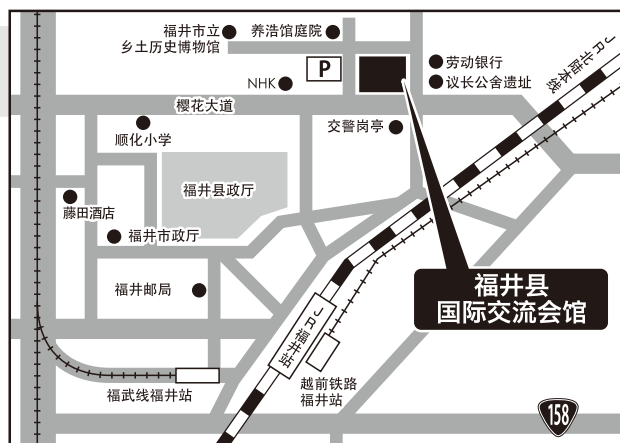 福井市立
乡土历史博物馆
养浩馆庭院
P
NHK
劳动银行
议长公舍遗址
JR北陆本线
樱花大道
顺化小学
交警岗亭
福井县政厅
藤田酒店
福井市政厅
福井邮局
福井县
国际交流会馆
JR福井站
越前铁路
福井站
福武线福井站
158